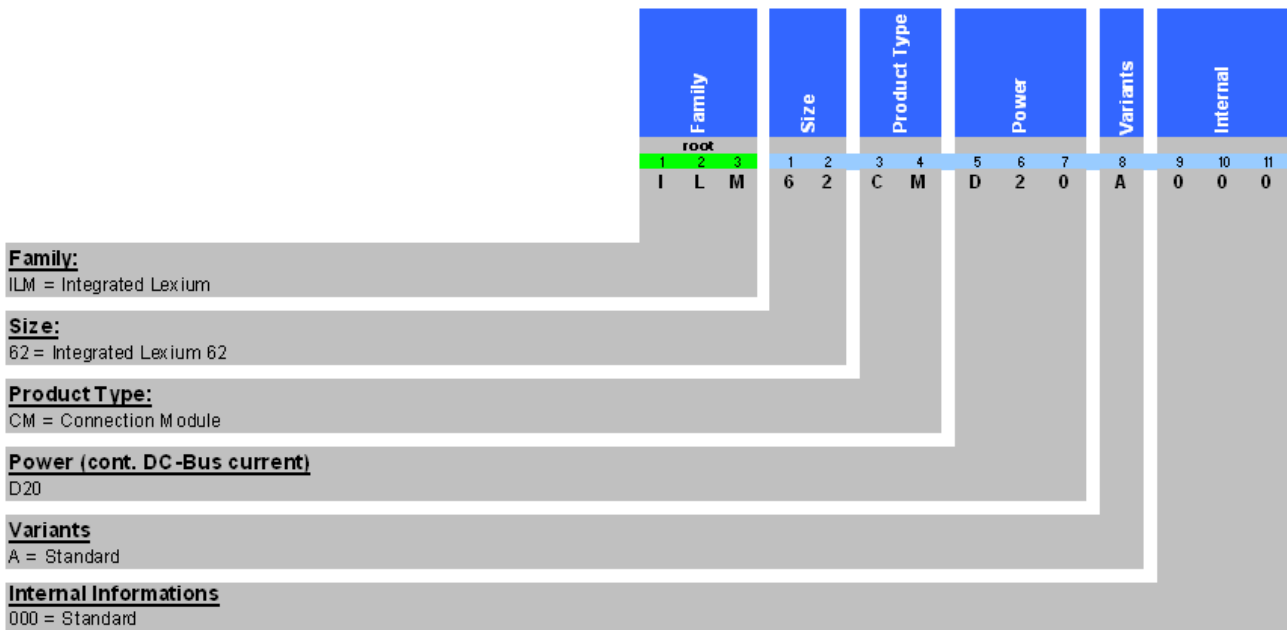 Family
Size
Product Type
Power
Variants
Internal
root
1 2 3 1 2 3 4 5 6 7 8 9 10 11
I L M 6 2 C M D 2 0 A 0 0 0
Family:
ILM = Integrated Lexium
Size:
62 = Integrated Lexium 62
Product Type:
CM = Connection Module
Power (cont. DC-Bus current)
D20
Variants
A = Standard
Internal Informations
000 = Standard